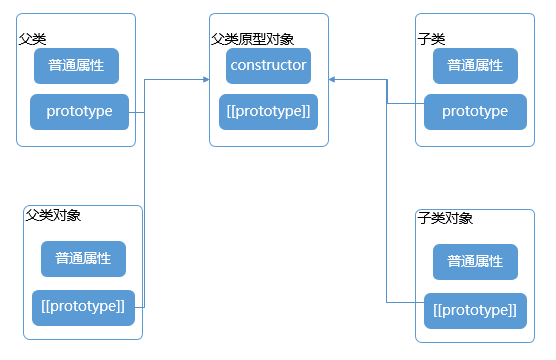 父类
普通属性
prototype
父类原型对象
constructor
[[prototype]]
子类
普通属性
prototype
父类对象
普通属性
[[prototype]]
子类对象
普通属性
[[prototype]]